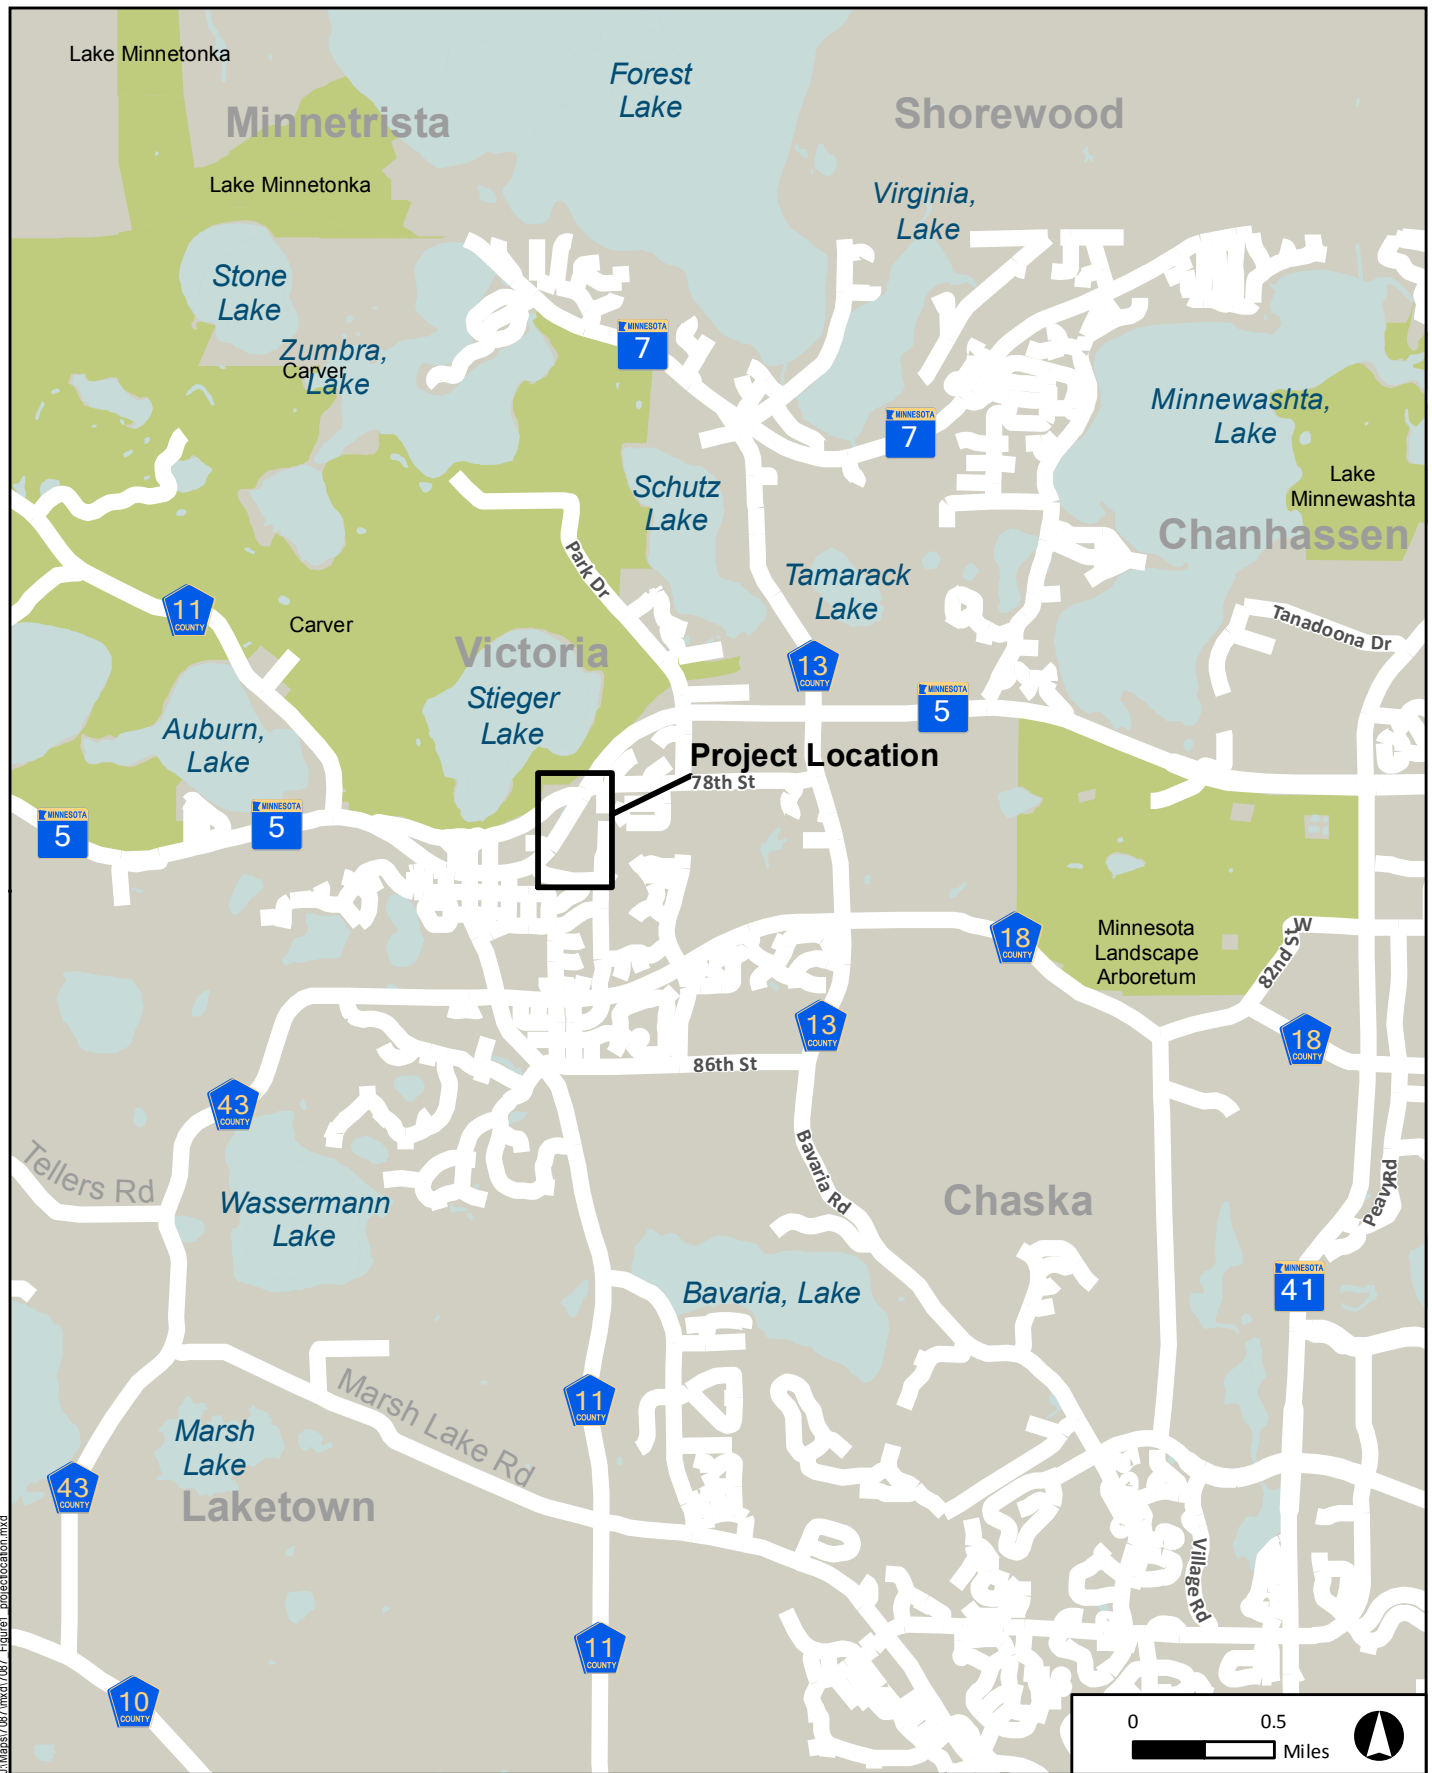 Lake Minnetonka
Forest
Lake
Minnetrista
Shorewood
Lake Minnetonka
Virginia,
Lake
Stone
Lake
MINNESOTA
7
Zumbra,
Carver
Lake
MINNESOTA
7
Minnewashta,
Lake
Lake
Minnewashta
Schutz
Lake
Chanhassen
Park Dr
Tamarack
Lake
11
COUNTY
Carver
Tanadoona Dr
Victoria
13
COUNTY
Stieger
Lake
MINNESOTA
5
Auburn,
Lake
Project Location
78th St
MINNESOTA
5
MINNESOTA
5
18
COUNTY
Minnesota
Landscape
Arboretum
82nd St W
13
COUNTY
18
COUNTY
86th St
43
COUNTY
Tellers Rd
Bavaria Rd
Peavy Rd
Wassermann
Lake
Chaska
Bavaria, Lake
MINNESOTA
41
Marsh Lake Rd
11
COUNTY
Marsh
Lake
43
COUNTY
Laketown
Village Rd
11
COUNTY
10
COUNTY
0 0.5
Miles